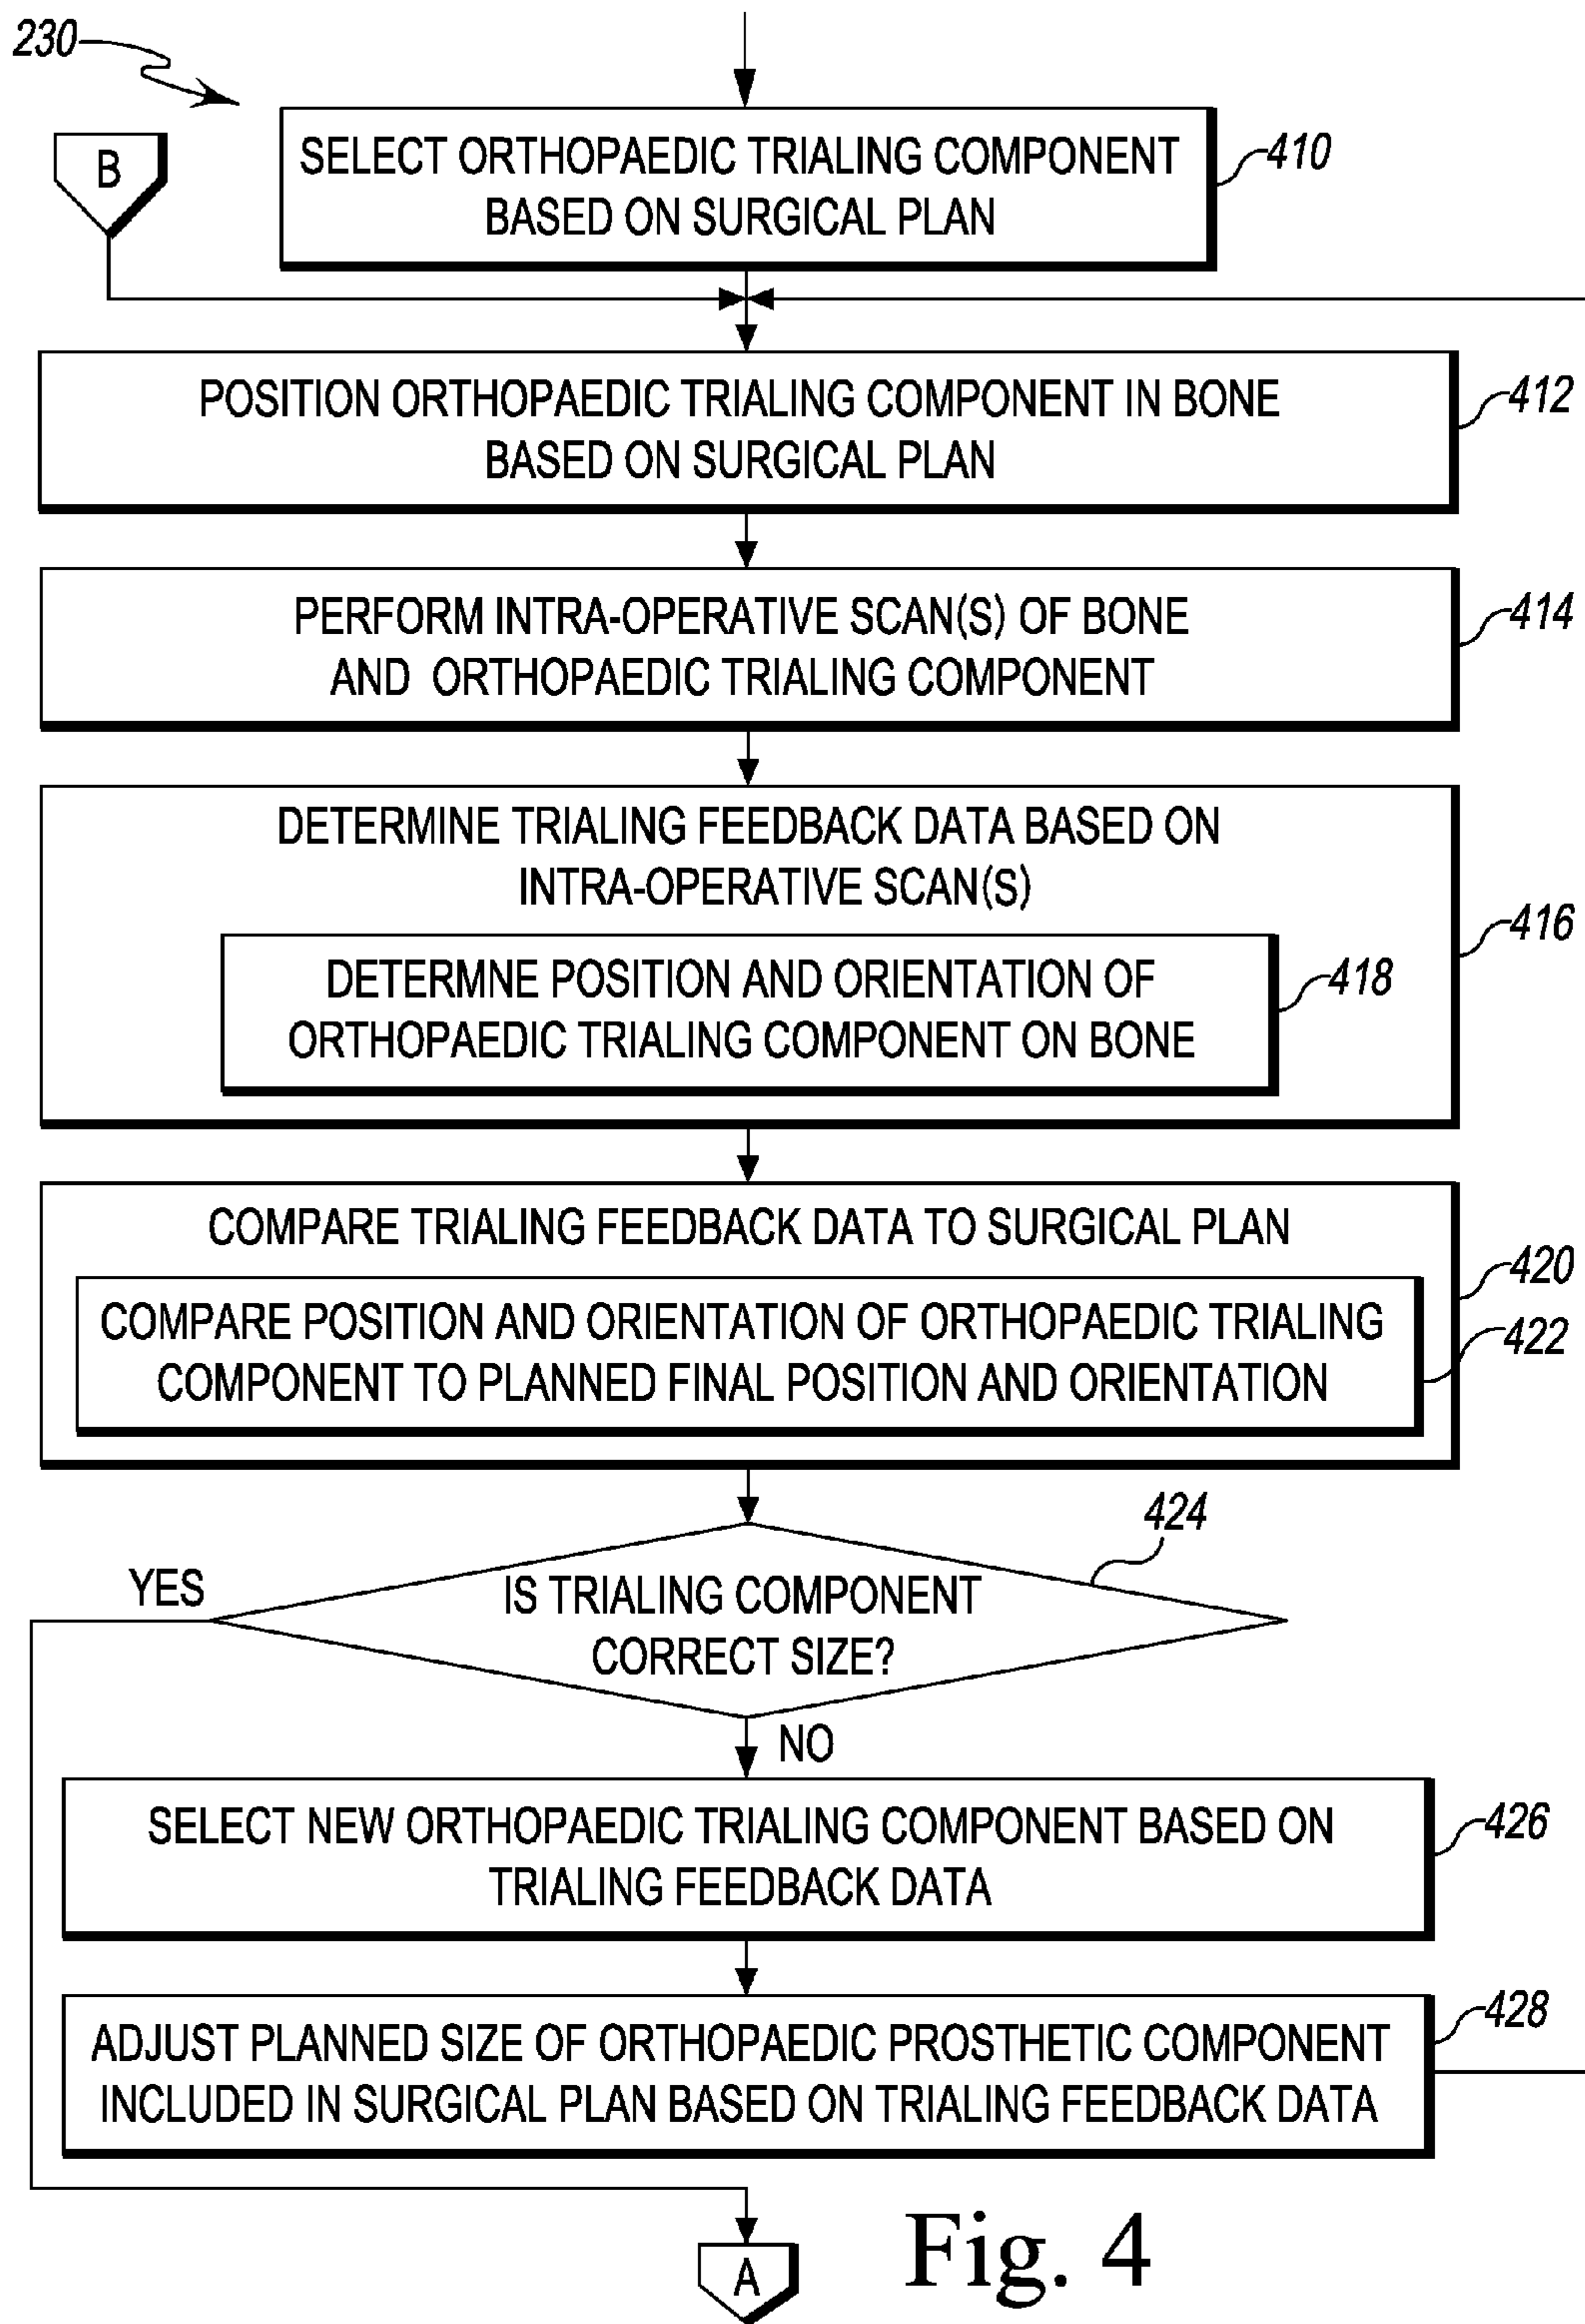 230
B
SELECT ORTHOPAEDIC TRIALING COMPONENT
BASED ON SURGICAL PLAN
410
POSITION ORTHOPAEDIC TRIALING COMPONENT IN BONE
BASED ON SURGICAL PLAN
412
PERFORM INTRA-OPERATIVE SCAN(S) OF BONE
AND ORTHOPAEDIC TRIALING COMPONENT
414
DETERMINE TRIALING FEEDBACK DATA BASED ON
INTRA-OPERATIVE SCAN(S)
416
DETERMNE POSITION AND ORIENTATION OF
ORTHOPAEDIC TRIALING COMPONENT ON BONE
418
COMPARE TRIALING FEEDBACK DATA TO SURGICAL PLAN
420
COMPARE POSITION AND ORIENTATION OF ORTHOPAEDIC TRIALING
COMPONENT TO PLANNED FINAL POSITION AND ORIENTATION
422
424
YES
IS TRIALING COMPONENT
CORRECT SIZE?
NO
SELECT NEW ORTHOPAEDIC TRIALING COMPONENT BASED ON
TRIALING FEEDBACK DATA
426
ADJUST PLANNED SIZE OF ORTHOPAEDIC PROSTHETIC COMPONENT
INCLUDED IN SURGICAL PLAN BASED ON TRIALING FEEDBACK DATA
428
A
Fig. 4